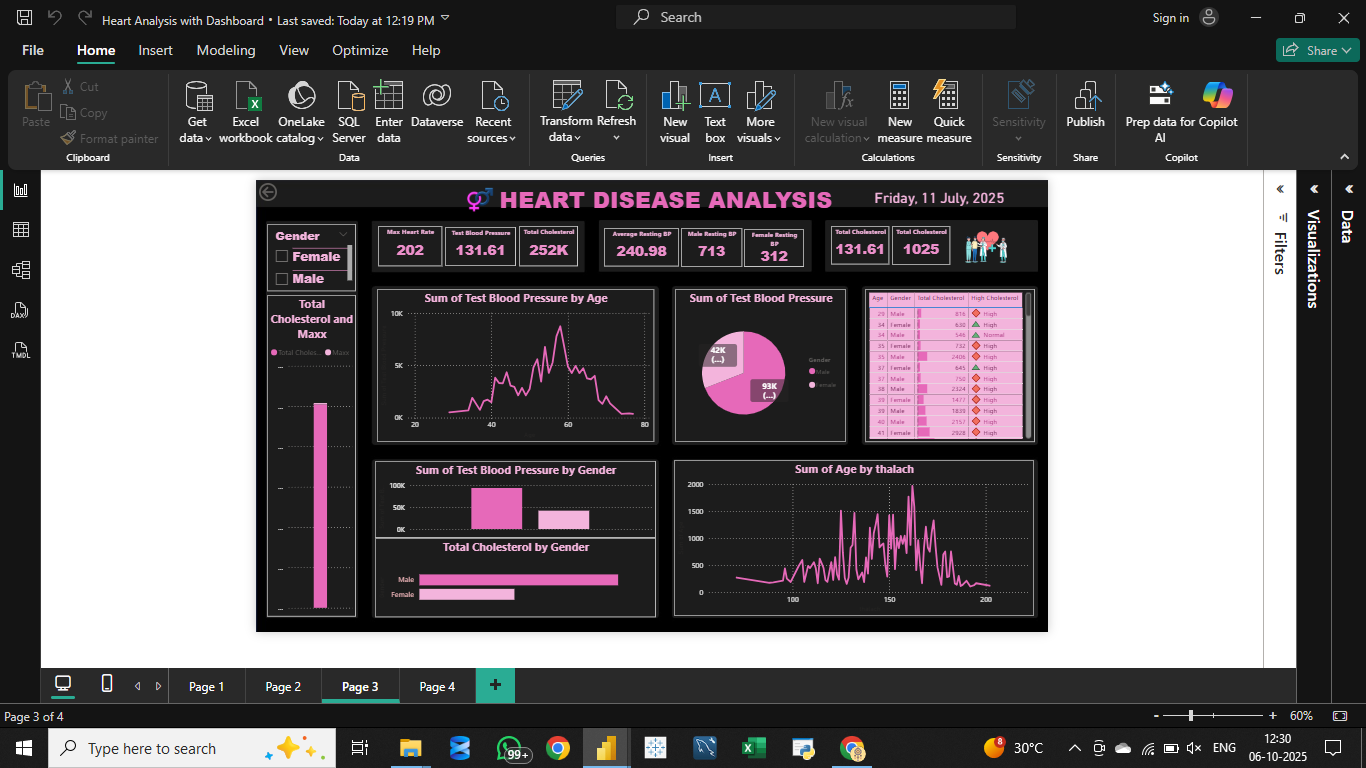 Heart Analysis with Dashboard • Last saved: Today at 12:19 PM
Search
Sign in
File Home Insert Modeling View Optimize Help
Share
Paste
Cut
Copy
Format painter
Clipboard
Get data
Excel workbook
OneLake catalog
SQL Server
Enter data
Dataverse
Recent sources
Data
Transform data
Refresh
Queries
New visual
Text box
More visuals
Insert
New visual calculation
New measure
Quick measure
Calculations
Sensitivity
Sensitivity
Publish
Share
Prep data for AI
Copilot
Copilot
DAX
TMDL
HEART DISEASE ANALYSIS
Friday, 11 July, 2025
Gender
Female
Male
Max Heart Rate
202
Test Blood Pressure
131.61
Total Cholesterol
252K
Average Resting BP
240.98
Male Resting BP
713
Female Resting BP
312
Total Cholesterol
131.61
Total Cholesterol
1025
Total Cholesterol and Maxx
Total Choles... Maxx
Sum of Test Blood Pressure by Age
10K
5K
0K
20 40 60 80
Sum of Test Blood Pressure
42K (...)
93K (...)
Gender
Male
Female
Age Gender Total Cholesterol High Cholesterol
29 Male 816 High
34 Female 630 High
34 Male 546 Normal
35 Female 732 High
35 Male 2406 High
37 Female 645 High
37 Male 750 High
38 Male 2324 High
39 Female 1477 High
39 Male 1839 High
40 Male 2157 High
41 Female 2928 High
Sum of Test Blood Pressure by Gender
100K
50K
0K
Total Cholesterol by Gender
Male
Female
Sum of Age by thalach
2000
1500
1000
500
0
100 150 200
Filters
Visualizations
Data
Page 1 Page 2 Page 3 Page 4
Page 3 of 4
60%
Type here to search
99+
8
30°C
ENG
12:30
06-10-2025